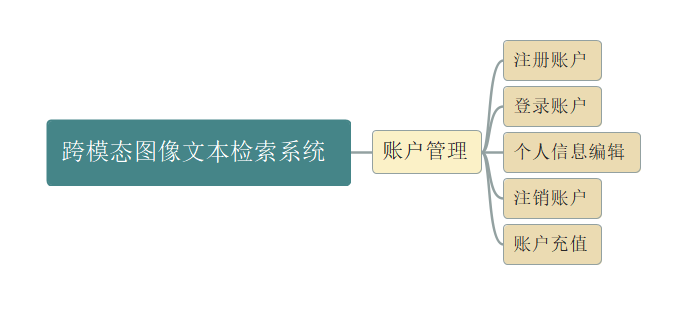 跨模态图像文本检索系统
账户管理
注册账户
登录账户
个人信息编辑
注销账户
账户充值